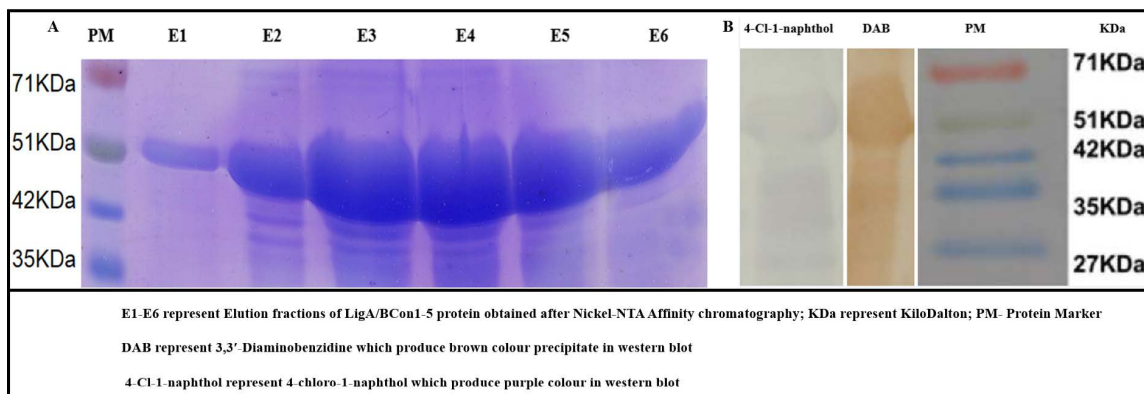 A
PM E1 E2 E3 E4 E5 E6
71KDa
51KDa
42KDa
35KDa
B
4-Cl-1-naphthol DAB PM KDa
71KDa
51KDa
42KDa
35KDa
27KDa
E1-E6 represent Elution fractions of LigA/BCon1-5 protein obtained after Nickel-NTA Affinity chromatography; KDa represent KiloDalton; PM- Protein Marker
DAB represent 3,3′-Diaminobenzidine which produce brown colour precipitate in western blot
4-Cl-1-naphthol represent 4-chloro-1-naphthol which produce purple colour in western blot